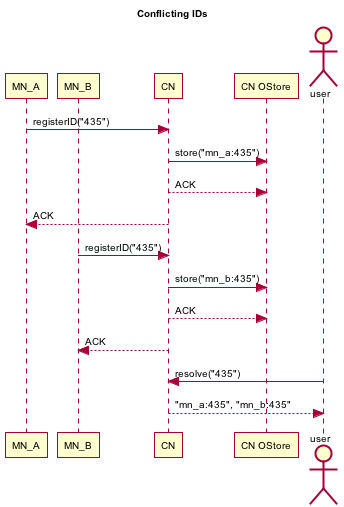 Conflicting IDs
user
MN_A
MN_B
CN
CN OStore
registerID("435")
store("mn_a:435")
ACK
ACK
registerID("435")
store("mn_b:435")
ACK
ACK
resolve("435")
"mn_a:435", "mn_b:435"
MN_A
MN_B
CN
CN OStore
user